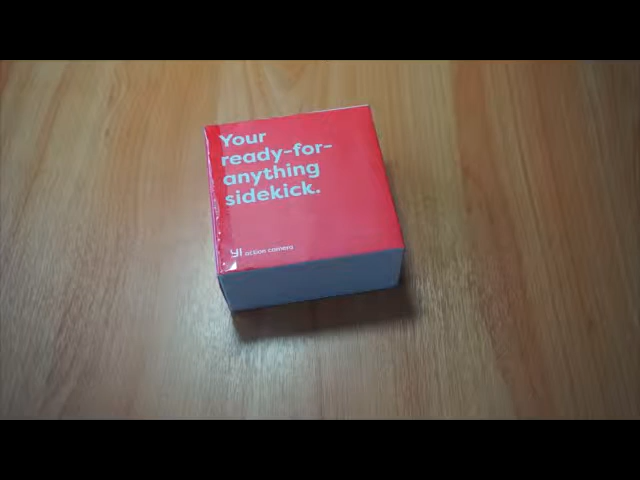 Your
ready-for-
anything
sidekick.
YI action camera